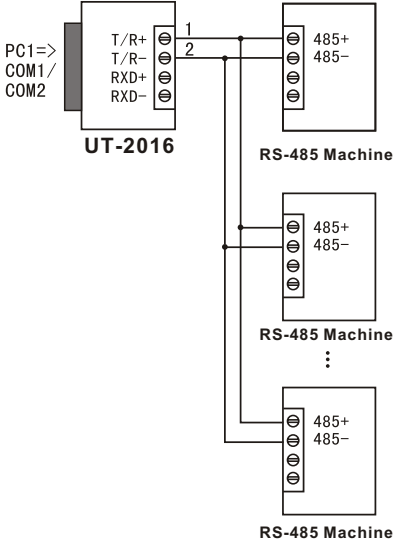 PC1=>
COM1/
COM2
T/R+
T/R-
RXD+
RXD-
1
2
UT-2016
485+
485-
RS-485 Machine
485+
485-
RS-485 Machine
⋮
485+
485-
RS-485 Machine